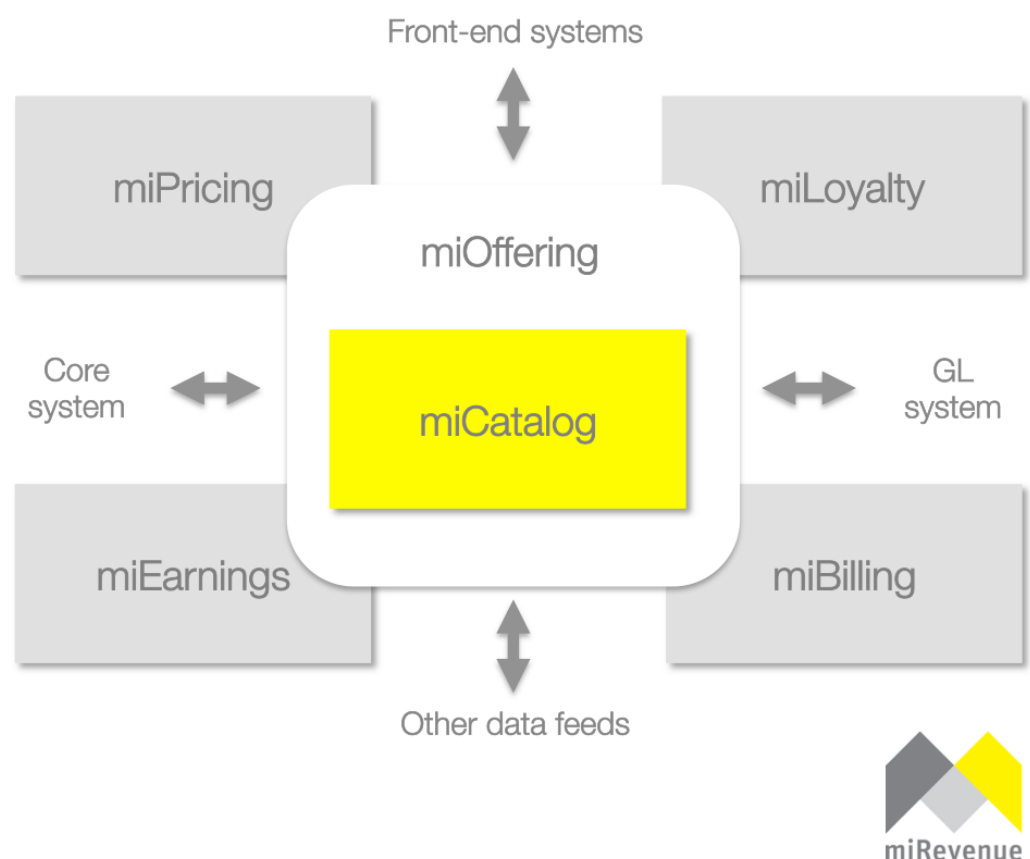 Front-end systems
miPricing
miLoyalty
miOffering
Core
system
miCatalog
GL
system
miEarnings
miBilling
Other data feeds
miRevenue